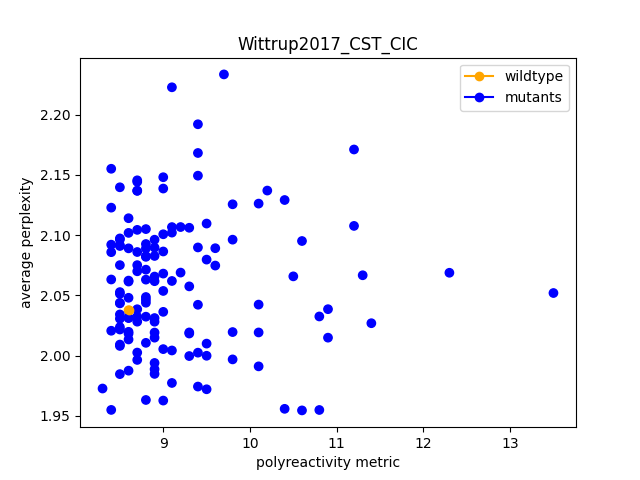 Wittrup2017_CST_CIC
wildtype
mutants
2.20
2.15
2.10
2.05
2.00
1.95
average perplexity
9 10 11 12 13
polyreactivity metric